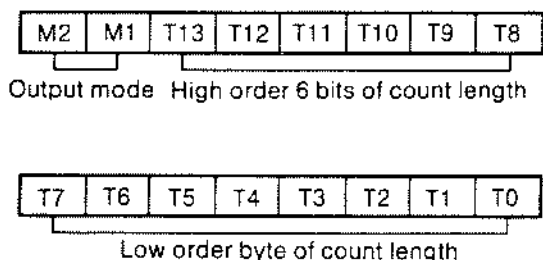 M2 M1 T13 T12 T11 T10 T9 T8
Output mode High order 6 bits of count length
T7 T6 T5 T4 T3 T2 T1 T0
Low order byte of count length